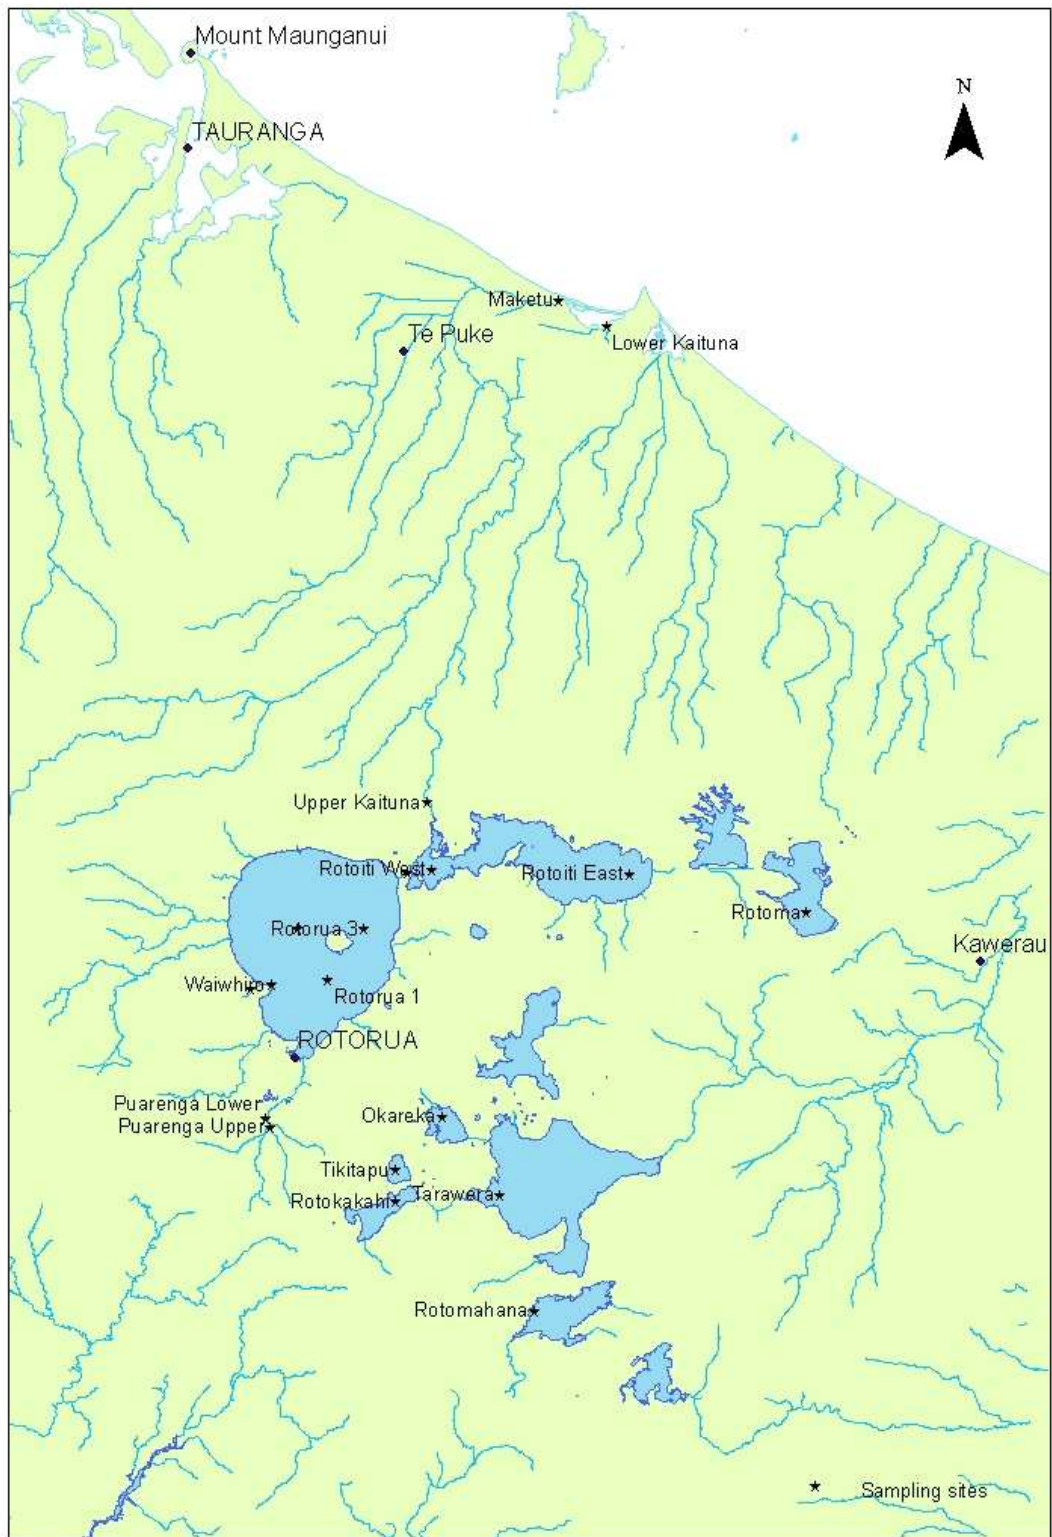 Mount Maunganui
N
TAURANGA
Maketu
Te Puke
Lower Kaituna
Upper Kaituna
Rotoiti West
Rotoiti East
Rotoma
Rotorua 3
Kawerau
Waiwhiro
Rotorua 1
ROTORUA
Puarenga Lower
Okareka
Puarenga Upper
Tikitapu
Tarawera
Rotokakahi
Rotomahana
Sampling sites